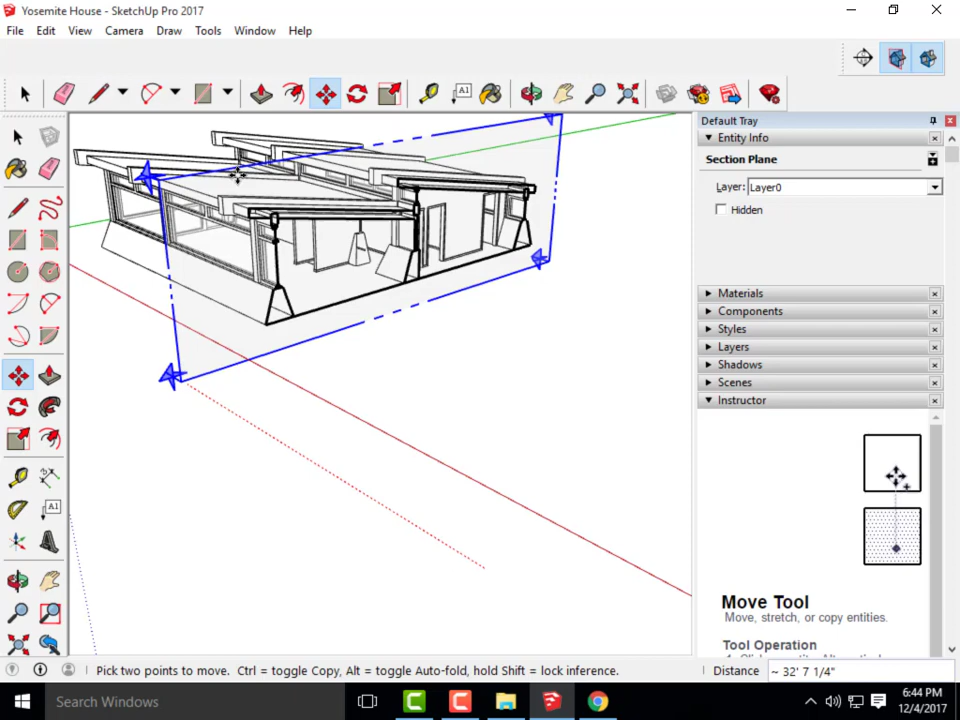 Yosemite House - SketchUp Pro 2017
File Edit View Camera Draw Tools Window Help
A1
Default Tray
Entity Info
Section Plane
Layer: Layer0
Hidden
Materials
Components
Styles
Layers
Shadows
Scenes
Instructor
A1
Move Tool
Move, stretch, or copy entities.
Tool Operation
Pick two points to move. Ctrl = toggle Copy, Alt = toggle Auto-fold, hold Shift = lock inference.
Distance ~ 32' 7 1/4"
Search Windows
6:44 PM
12/4/2017